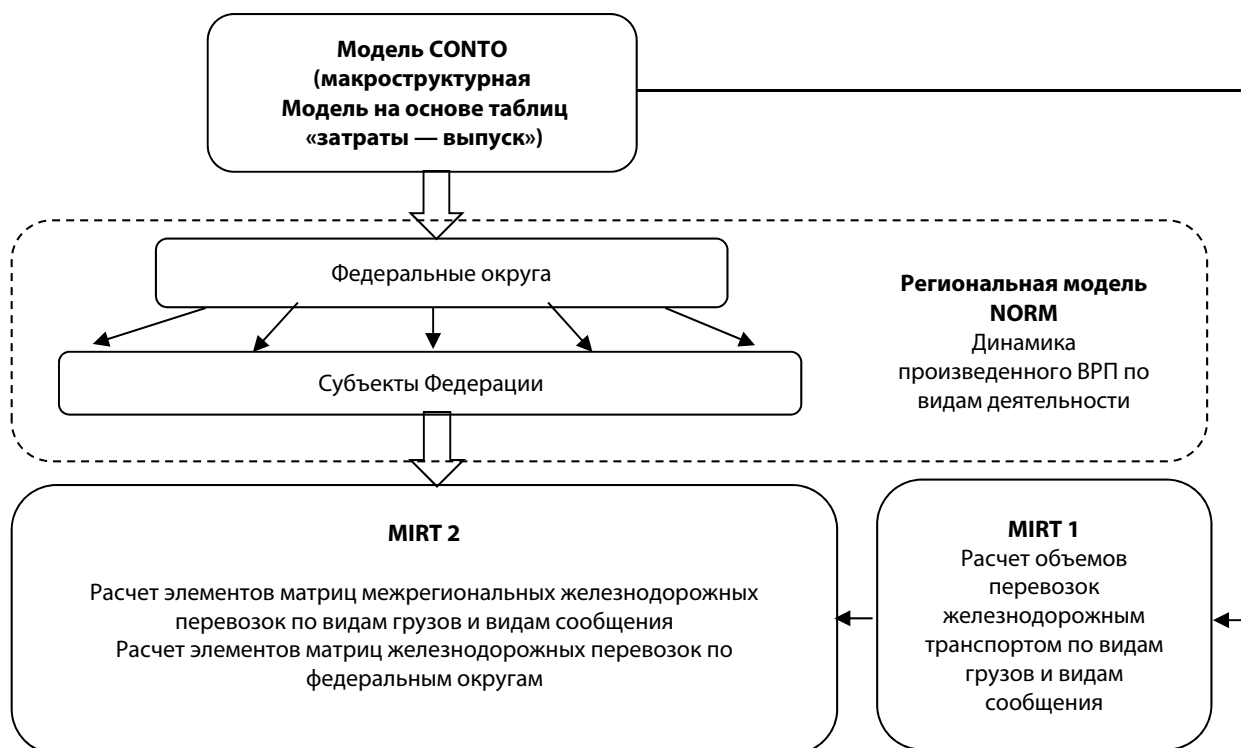 Модель CONTO
(макроструктурная
Модель на основе таблиц
«затраты — выпуск»)
Федеральные округа
Субъекты Федерации
Региональная модель
NORM
Динамика
произведенного ВРП по
видам деятельности
MIRT 2
Расчет элементов матриц межрегиональных железнодорожных
перевозок по видам грузов и видам сообщения
Расчет элементов матриц железнодорожных перевозок по
федеральным округам
MIRT 1
Расчет объемов
перевозок
железнодорожным
транспортом по видам
грузов и видам
сообщения